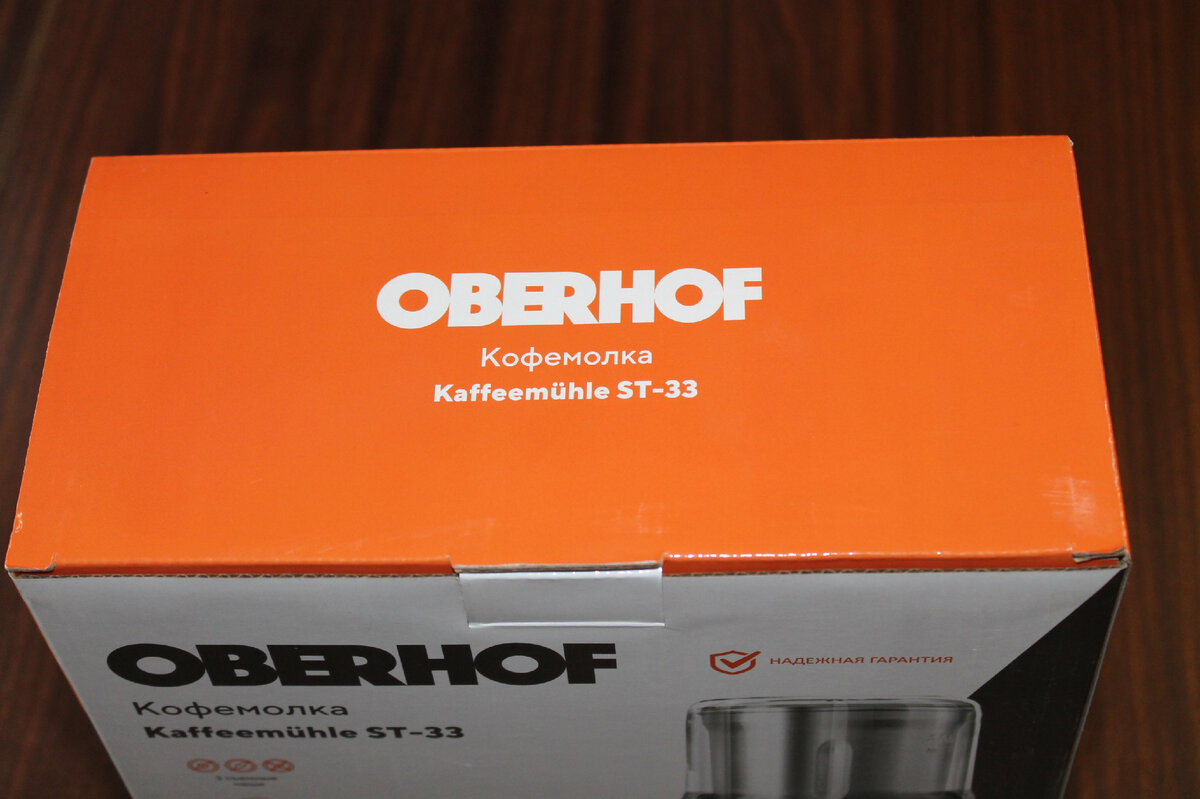 OBERHOF
Кофемолка
Kaffeemühle ST-33
OBERHOF
НАДЕЖНАЯ ГАРАНТИЯ
Кофемолка
Kaffeemühle ST-33